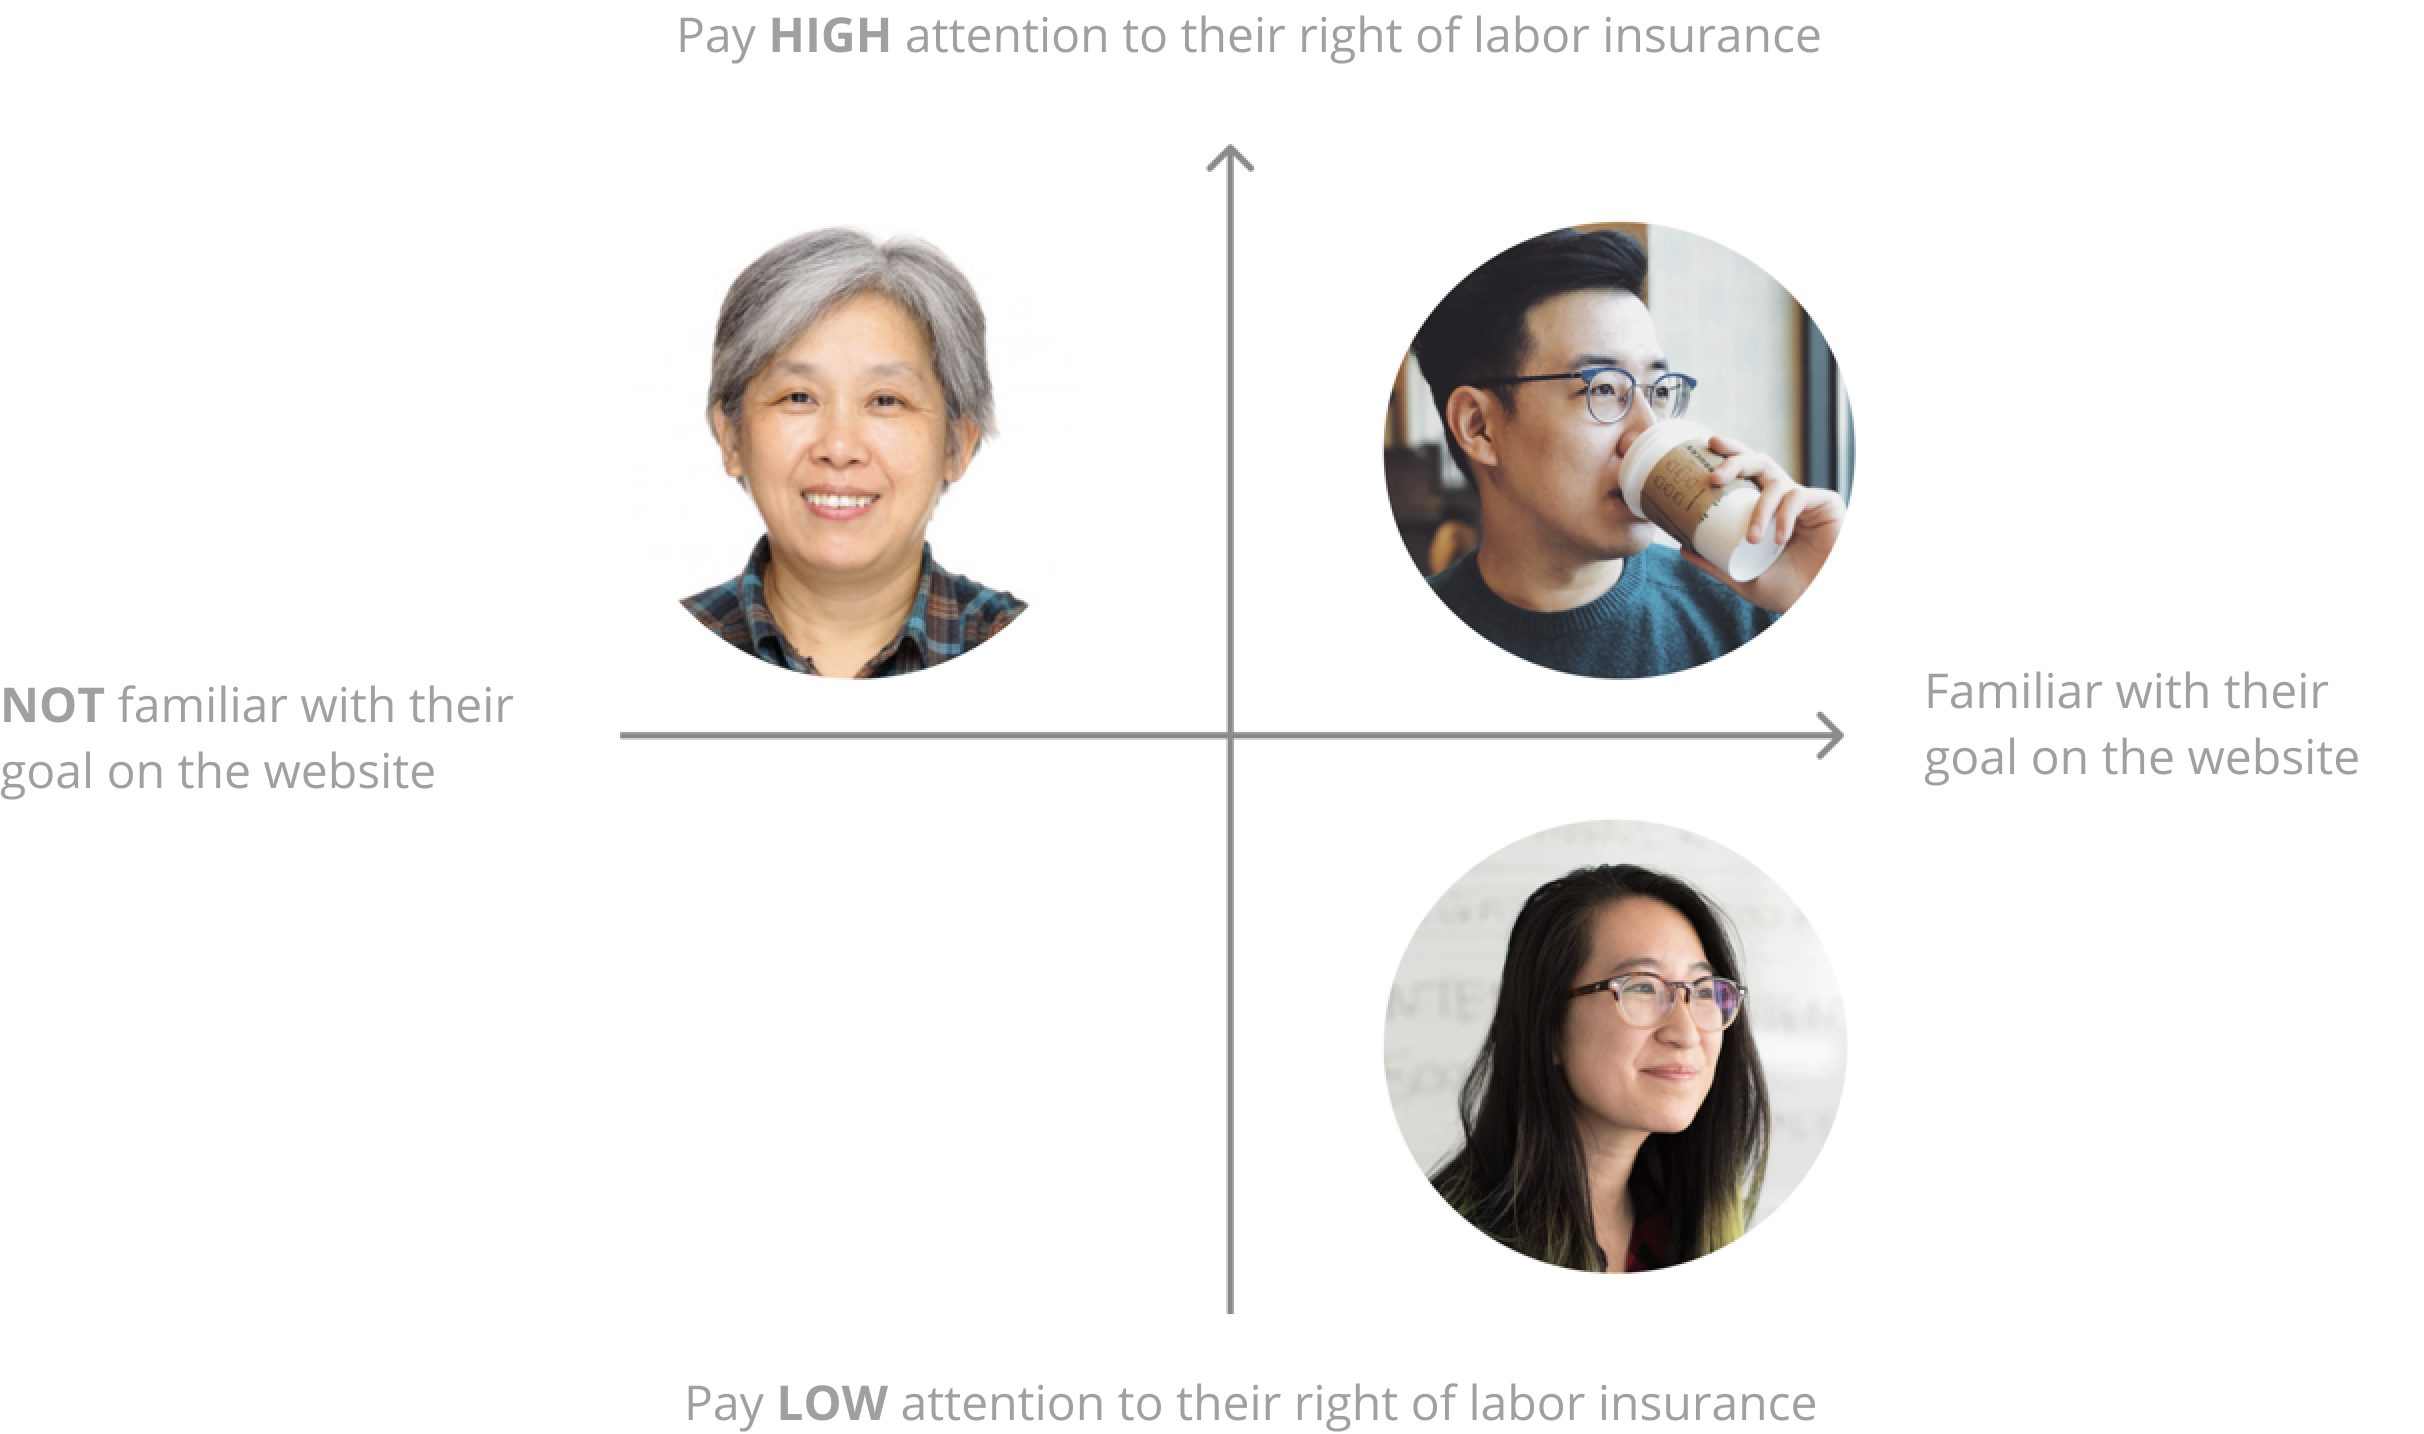 Pay HIGH attention to their right of labor insurance
NOT familiar with their
goal on the website
Familiar with their
goal on the website
Pay LOW attention to their right of labor insurance